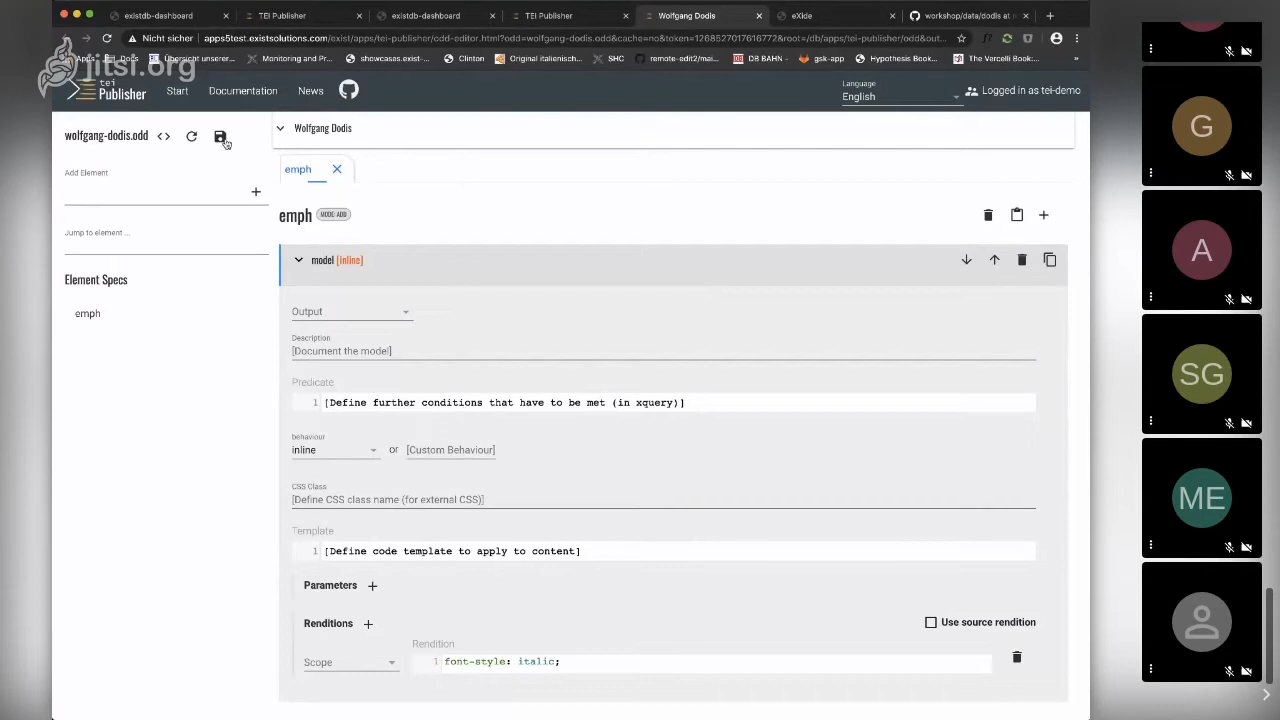 existdb-dashboard
TEI Publisher
existdb-dashboard
TEI Publisher
Wolfgang Dodis
eXide
workshop/data/dodis at
Nicht sicher
apps5test.existsolutions.com/exist/apps/tei-publisher/odd-editor.html?odd=wolfgang-dodis.odd&cache=no&token=1268527017616772&root=/db/apps/tei-publisher/odd&out...
Apps
Docs
Übersicht unserer...
Monitoring and Pr...
showcases.exist-...
Clinton
Original italienisch...
SHC
remote-edit2/mai...
DB BAHN
gsk-app
Hypothesis Book...
The Vorcelli Book:...
jitsi.org
tei
Publisher
Start
Documentation
News
Language
English
Logged in as tei-demo
wolfgang-dodis.odd
Wolfgang Dodis
Add Element
Jump to element ...
Element Specs
emph
emph
emph
MODE: ADD
model [inline]
Output
Description
[Document the model]
Predicate
1 [Define further conditions that have to be met (in xquery)]
behaviour
inline
or
[Custom Behaviour]
CSS Class
[Define CSS class name (for external CSS)]
Template
1 [Define code template to apply to content]
Parameters
Renditions
Use source rendition
Rendition
Scope
1 font-style: italic;
G
A
SG
ME